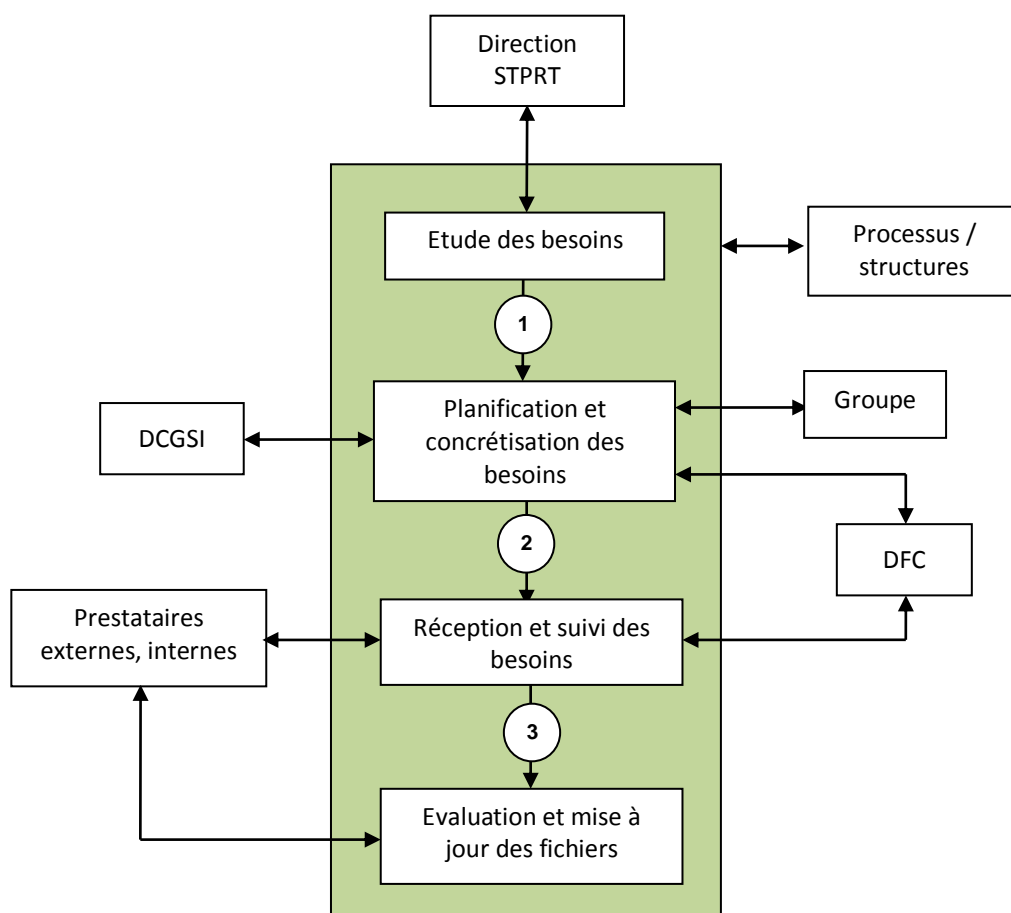 Direction
STPRT
Etude des besoins
Processus /
structures
1
Planification et
concrétisation des
besoins
Groupe
DCGSI
2
DFC
Prestataires
externes, internes
Réception et suivi des
besoins
3
Evaluation et mise à
jour des fichiers